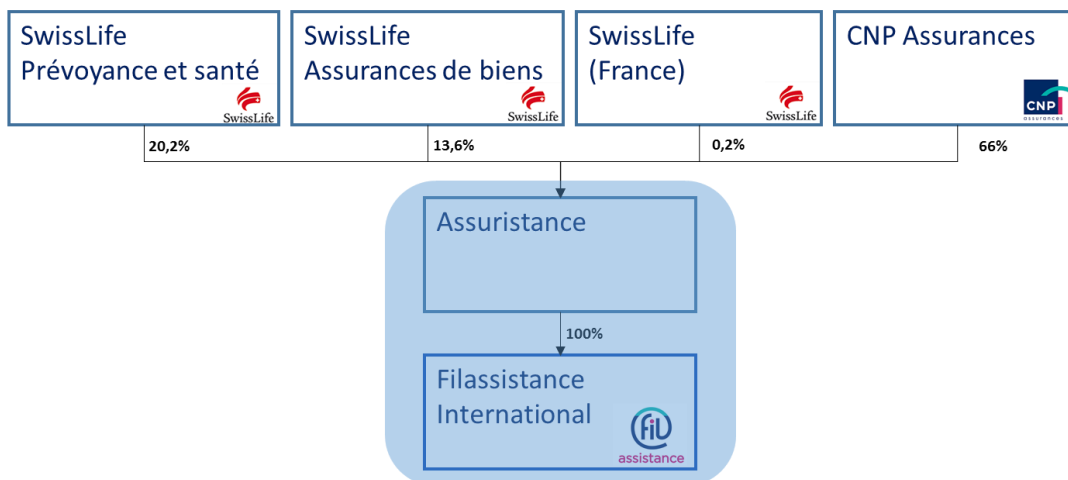 SwissLife
Prévoyance et santé
SwissLife
SwissLife
Assurances de biens
SwissLife
SwissLife
(France)
SwissLife
CNP Assurances
CNP
assurances
20,2%
13,6%
0,2%
66%
Assuristance
100%
Filassistance
International
FiL
assistance